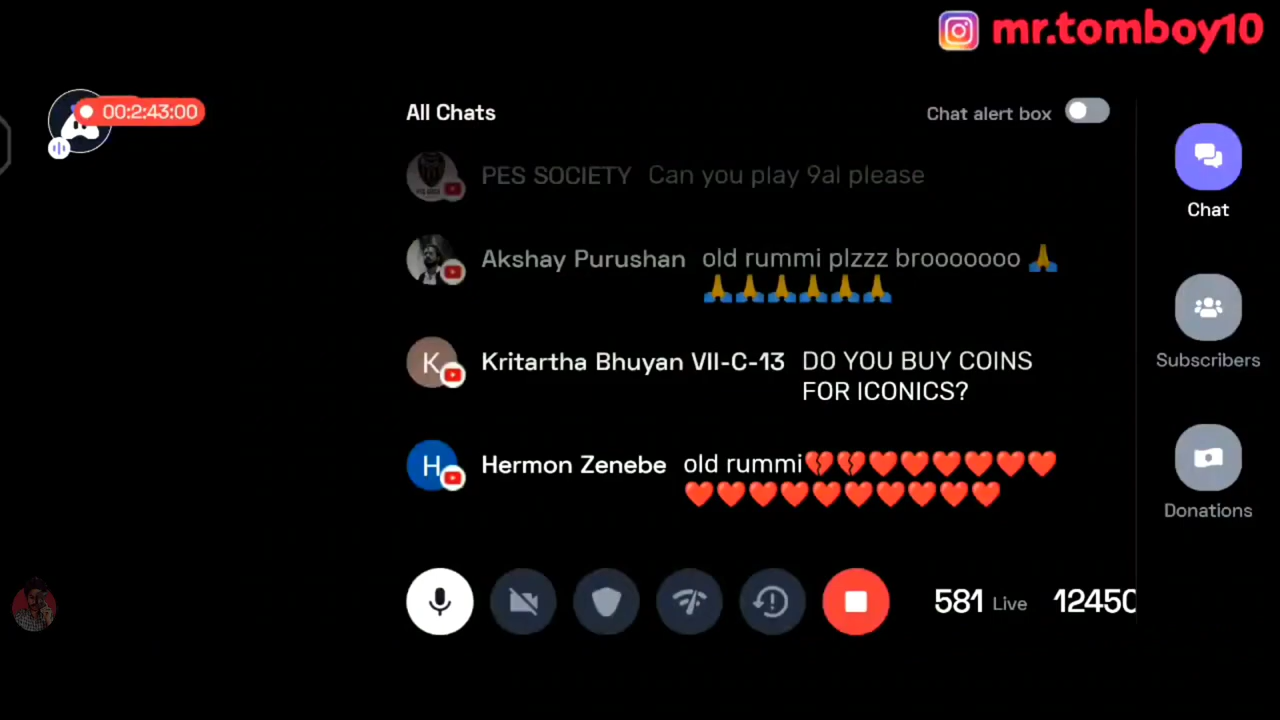 mr.tomboy10
00:2:43:00
All Chats
Chat alert box
PES SOCIETY Can you play 9al please
Akshay Purushan old rummi plzzz brooooooo 🙏
🙏🙏🙏🙏🙏🙏
Kritartha Bhuyan VII-C-13 DO YOU BUY COINS
FOR ICONICS?
Hermon Zenebe old rummi💔💔❤️❤️❤️❤️❤️❤️
❤️❤️❤️❤️❤️❤️❤️❤️❤️❤️
K
H
Chat
Subscribers
Donations
581 Live 12450